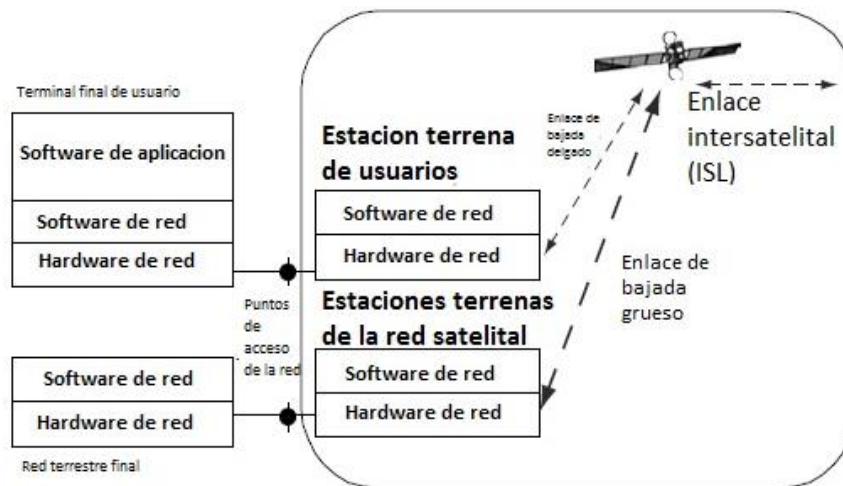 Terminal final de usuario
Software de aplicacion
Software de red
Hardware de red
Estacion terrena
de usuarios
Software de red
Hardware de red
Enlace de
bajada
delgado
Enlace
intersatelital
(ISL)
Enlace de
bajada
grueso
Puntos
de
acceso
de la red
Estaciones terrenas
de la red satelital
Software de red
Hardware de red
Software de red
Hardware de red
Red terrestre final